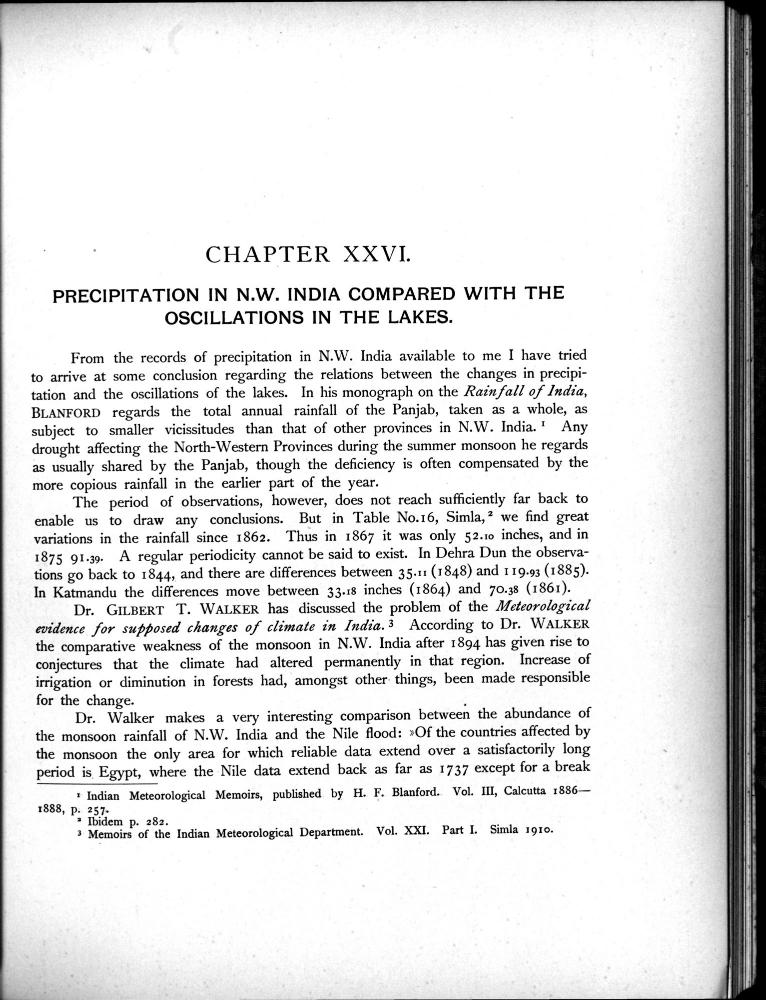 CHAPTER XXVI.
PRECIPITATION IN N.W. INDIA COMPARED WITH THE
OSCILLATIONS IN THE LAKES.
From the records of precipitation in N.W. India available to me I have tried
to arrive at some conclusion regarding the relations between the changes in precipi-
tation and the oscillations of the lakes. In his monograph on the Rainfall of India,
BLANFORD regards the total annual rainfall of the Panjab, taken as a whole, as
subject to smaller vicissitudes than that of other provinces in N.W. India.¹ Any
drought affecting the North-Western Provinces during the summer monsoon he regards
as usually shared by the Panjab, though the deficiency is often compensated by the
more copious rainfall in the earlier part of the year.
The period of observations, however, does not reach sufficiently far back to
enable us to draw any conclusions. But in Table No.16, Simla,² we find great
variations in the rainfall since 1862. Thus in 1867 it was only 52.10 inches, and in
1875 91.39. A regular periodicity cannot be said to exist. In Dehra Dun the observa-
tions go back to 1844, and there are differences between 35.11 (1848) and 119.93 (1885).
In Katmandu the differences move between 33.18 inches (1864) and 70.38 (1861).
Dr. GILBERT T. WALKER has discussed the problem of the Meteorological
evidence for supposed changes of climate in India.³ According to Dr. WALKER
the comparative weakness of the monsoon in N.W. India after 1894 has given rise to
conjectures that the climate had altered permanently in that region. Increase of
irrigation or diminution in forests had, amongst other things, been made responsible
for the change.
Dr. Walker makes a very interesting comparison between the abundance of
the monsoon rainfall of N.W. India and the Nile flood: »Of the countries affected by
the monsoon the only area for which reliable data extend over a satisfactorily long
period is Egypt, where the Nile data extend back as far as 1737 except for a break
¹ Indian Meteorological Memoirs, published by H. F. Blanford. Vol. III, Calcutta 1886—
1888, p. 257.
² Ibidem p. 282.
³ Memoirs of the Indian Meteorological Department. Vol. XXI. Part I. Simla 1910.